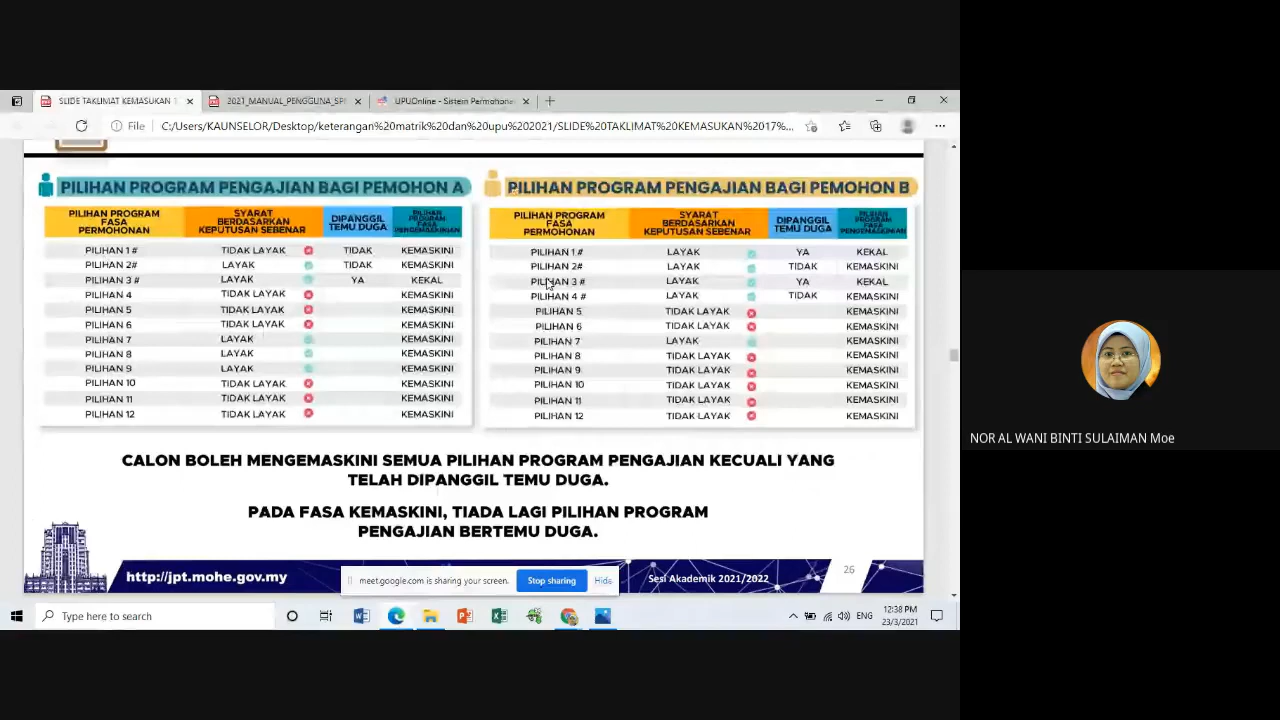 SLIDE TAKLIMAT KEMASUKAN 1
2021_MANUAL_PENGGUNA_SPI
UPUOnline - Sistem Permohona
File
C:/Users/KAUNSELOR/Desktop/keterangan%20matrik%20dan%20upu%202021/SLIDE%20TAKLIMAT%20KEMASUKAN%2017%...
PILIHAN PROGRAM PENGAJIAN BAGI PEMOHON A
PILIHAN PROGRAM FASA PERMOHONAN
SYARAT BERDASARKAN KEPUTUSAN SEBENAR
DIPANGGIL TEMU DUGA
PILIHAN PROGRAM FASA PENGEMASKINIAN
PILIHAN 1 # TIDAK LAYAK TIDAK KEMASKINI
PILIHAN 2# LAYAK TIDAK KEMASKINI
PILIHAN 3 # LAYAK YA KEKAL
PILIHAN 4 TIDAK LAYAK KEMASKINI
PILIHAN 5 TIDAK LAYAK KEMASKINI
PILIHAN 6 TIDAK LAYAK KEMASKINI
PILIHAN 7 LAYAK KEMASKINI
PILIHAN 8 LAYAK KEMASKINI
PILIHAN 9 LAYAK KEMASKINI
PILIHAN 10 TIDAK LAYAK KEMASKINI
PILIHAN 11 TIDAK LAYAK KEMASKINI
PILIHAN 12 TIDAK LAYAK KEMASKINI
PILIHAN PROGRAM PENGAJIAN BAGI PEMOHON B
PILIHAN PROGRAM FASA PERMOHONAN
SYARAT BERDASARKAN KEPUTUSAN SEBENAR
DIPANGGIL TEMU DUGA
PILIHAN PROGRAM FASA PENGEMASKINIAN
PILIHAN 1 # LAYAK YA KEKAL
PILIHAN 2# LAYAK TIDAK KEMASKINI
PILIHAN 3 # LAYAK YA KEKAL
PILIHAN 4 # LAYAK TIDAK KEMASKINI
PILIHAN 5 TIDAK LAYAK KEMASKINI
PILIHAN 6 TIDAK LAYAK KEMASKINI
PILIHAN 7 LAYAK KEMASKINI
PILIHAN 8 TIDAK LAYAK KEMASKINI
PILIHAN 9 TIDAK LAYAK KEMASKINI
PILIHAN 10 TIDAK LAYAK KEMASKINI
PILIHAN 11 TIDAK LAYAK KEMASKINI
PILIHAN 12 TIDAK LAYAK KEMASKINI
CALON BOLEH MENGEMASKINI SEMUA PILIHAN PROGRAM PENGAJIAN KECUALI YANG
TELAH DIPANGGIL TEMU DUGA.
PADA FASA KEMASKINI, TIADA LAGI PILIHAN PROGRAM
PENGAJIAN BERTEMU DUGA.
http://jpt.mohe.gov.my
meet.google.com is sharing your screen.
Stop sharing
Hide
Sesi Akademik 2021/2022
26
Type here to search
ENG
12:38 PM
23/3/2021
NOR AL WANI BINTI SULAIMAN Moe